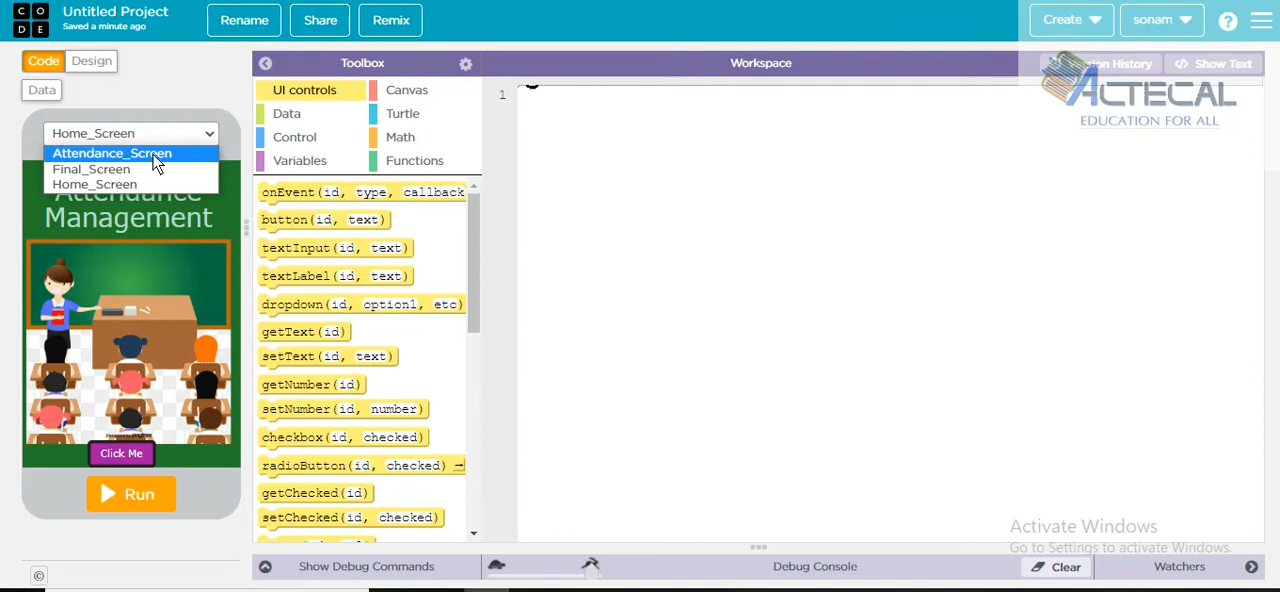 C O
D E
Untitled Project
Saved a minute ago
Rename
Share
Remix
Create
sonam
?
Code
Design
Data
Toolbox
Workspace
Version History
Show Text
ACTECAL
EDUCATION FOR ALL
UI controls
Canvas
Data
Turtle
Control
Math
Variables
Functions
1
Home_Screen
Attendance_Screen
Final_Screen
Home_Screen
Attendance
Management
Click Me
Run
onEvent(id, type, callback
button(id, text)
textInput(id, text)
textLabel(id, text)
dropdown(id, option1, etc)
getText(id)
setText(id, text)
getNumber(id)
setNumber(id, number)
checkbox(id, checked)
radioButton(id, checked)
getChecked(id)
setChecked(id, checked)
Activate Windows
Go to Settings to activate Windows.
Show Debug Commands
Debug Console
Clear
Watchers
©